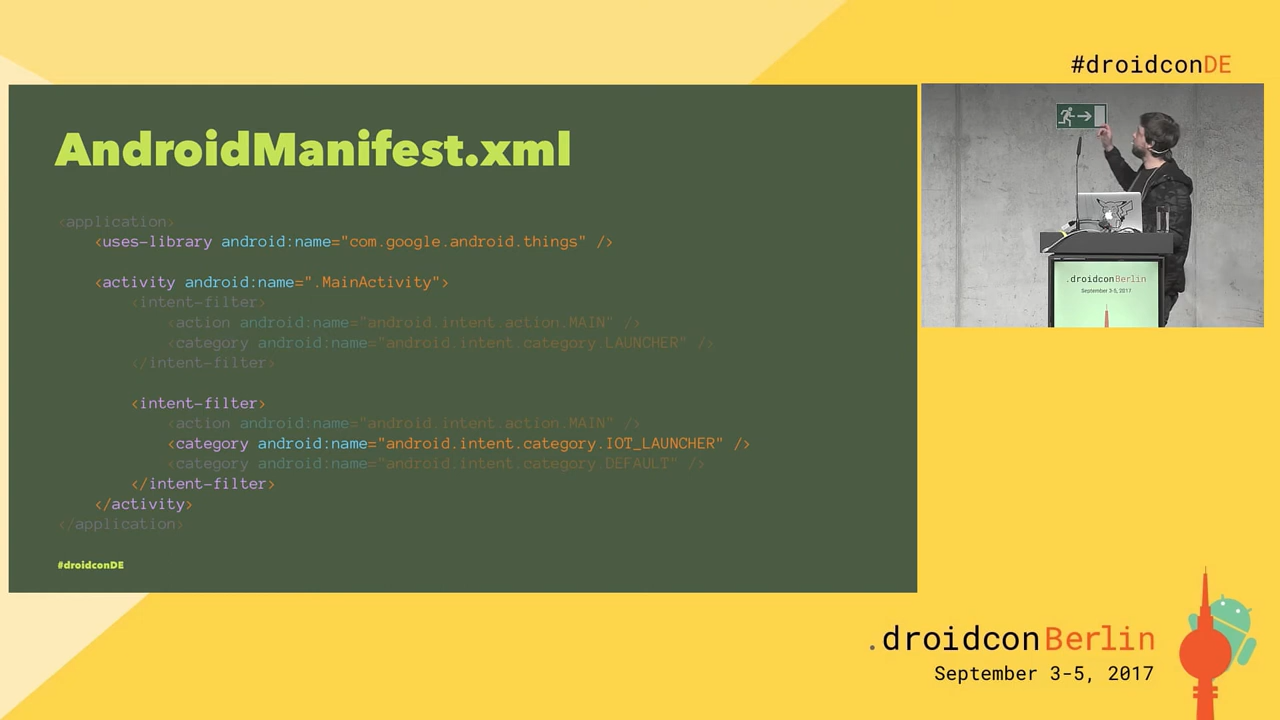 #droidconDE
AndroidManifest.xml
<application>
<uses-library android:name="com.google.android.things" />
<activity android:name=".MainActivity">
<intent-filter>
<action android:name="android.intent.action.MAIN" />
<category android:name="android.intent.category.LAUNCHER" />
</intent-filter>
<intent-filter>
<action android:name="android.intent.action.MAIN" />
<category android:name="android.intent.category.IOT_LAUNCHER" />
<category android:name="android.intent.category.DEFAULT" />
</intent-filter>
</activity>
</application>
#droidconDE
.droidconBerlin
September 3-5, 2017
.droidconBerlin
September 3-5, 2017